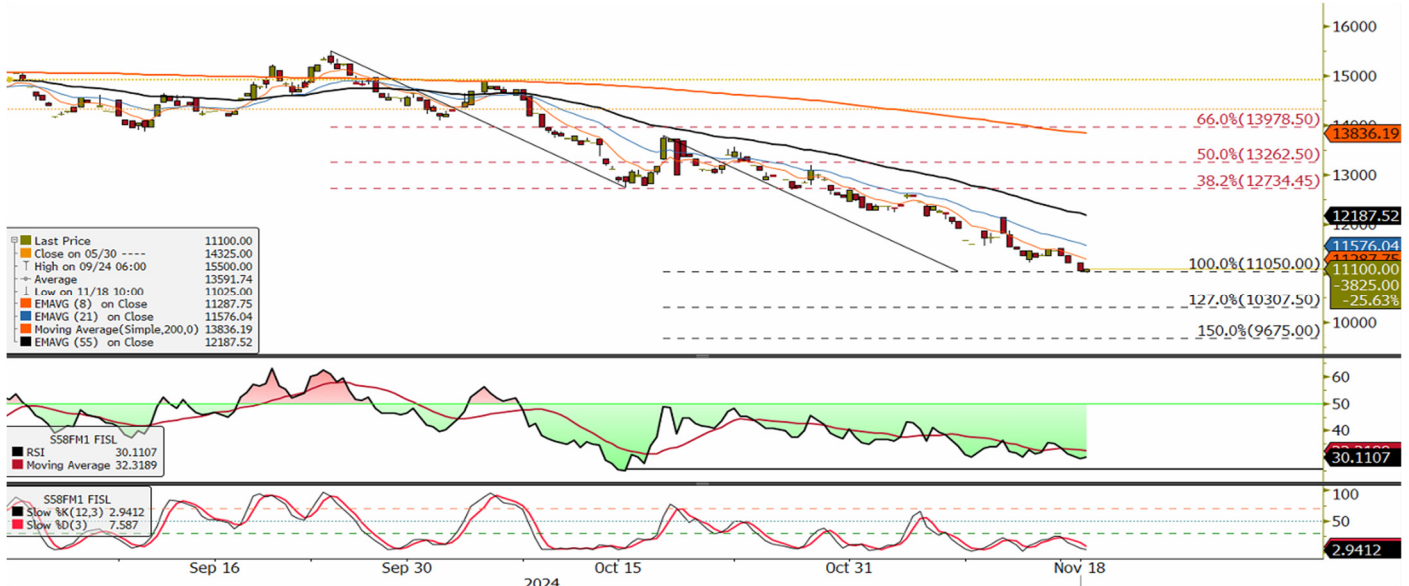 16000
15000
14000
13000
12000
10000
66.0%(13978.50)
50.0%(13262.50)
38.2%(12734.45)
100.0%(11050.00)
127.0%(10307.50)
150.0%(9675.00)
13836.19
12187.52
11576.04
11287.75
11100.00
-3825.00
-25.63%
Last Price 11100.00
Close on 05/30 ---- 14325.00
High on 09/24 06:00 15500.00
Average 13591.74
Low on 11/18 10:00 11025.00
EMAVG (8) on Close 11287.75
EMAVG (21) on Close 11576.04
Moving Average(Simple,200,0) 13836.19
EMAVG (55) on Close 12187.52
60
50
40
30.1107
S58FM1 FISL
RSI 30.1107
Moving Average 32.3189
100
50
2.9412
S58FM1 FISL
Slow %K(12,3) 2.9412
Slow %D(3) 7.587
Sep 16 Sep 30 Oct 15 Oct 31 Nov 18
2024